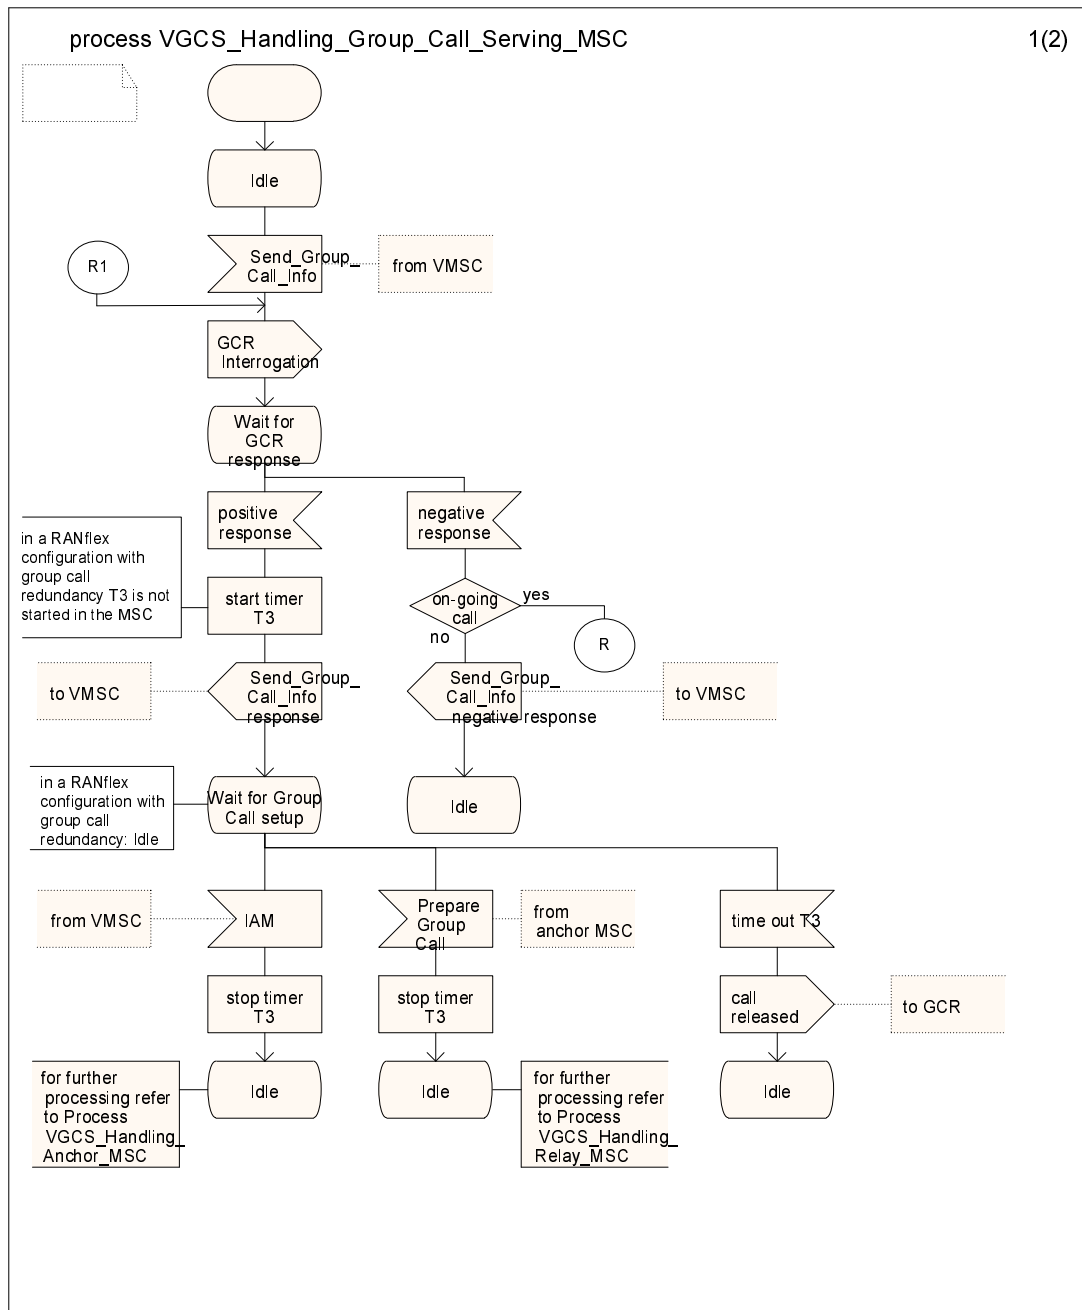 process VGCS_Handling_Group_Call_Serving_MSC
1(2)
Idle
Send_Group_
Call_Info
from VMSC
R1
GCR
Interrogation
Wait for
GCR
response
positive
response
negative
response
in a RANflex
configuration with
group call
redundancy T3 is not
started in the MSC
start timer
T3
on-going
call
yes
no
R
to VMSC
Send_Group_
Call_Info
response
Send_Group_
Call_Info
negative response
to VMSC
in a RANflex
configuration with
group call
redundancy: Idle
Wait for Group
Call setup
Idle
from VMSC
IAM
Prepare
Group
Call
from
anchor MSC
time out T3
stop timer
T3
stop timer
T3
call
released
to GCR
for further
processing refer
to Process
VGCS_Handling_
Anchor_MSC
Idle
Idle
for further
processing refer
to Process
VGCS_Handling_
Relay_MSC
Idle